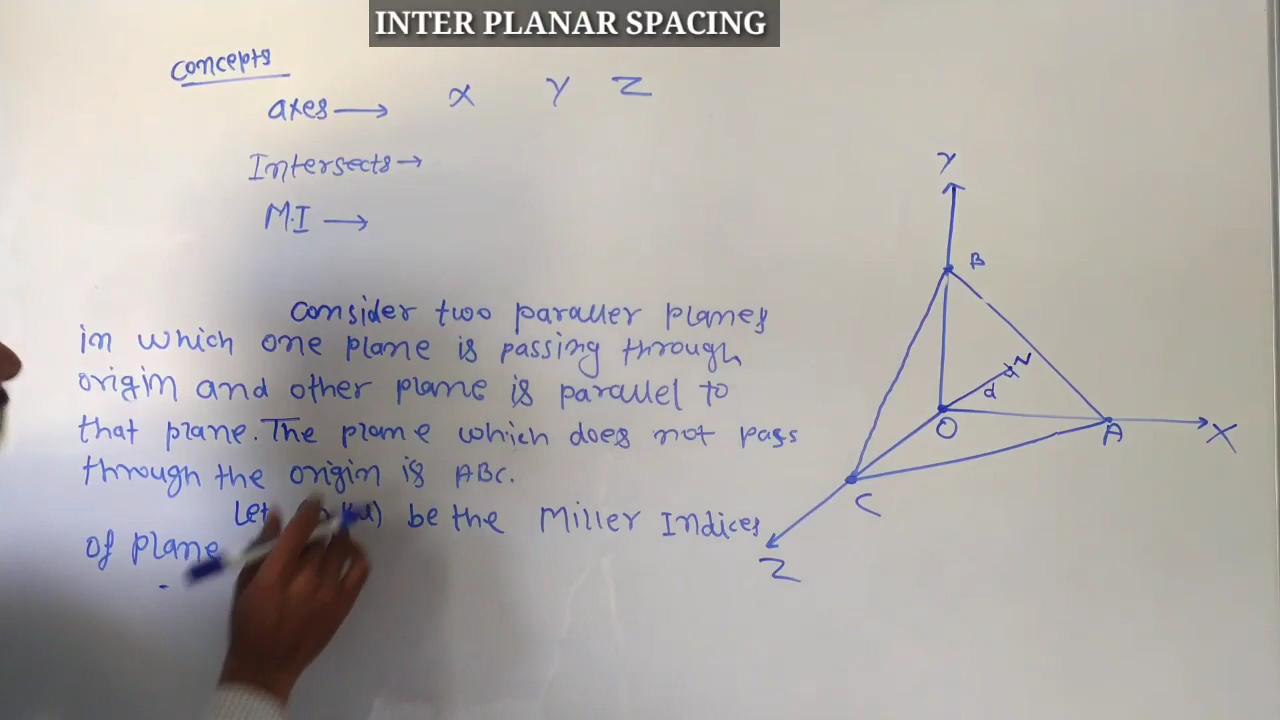 INTER PLANAR SPACING
Concepts
axes → X Y Z
Intersects →
M.I →
Consider two parallel planes
in which one plane is passing through
origin and other plane is parallel to
that plane. The plane which does not pass
through the origin is ABC.
Let be the Miller Indices
of plane
Y
B
N
d
O
A
X
C
Z